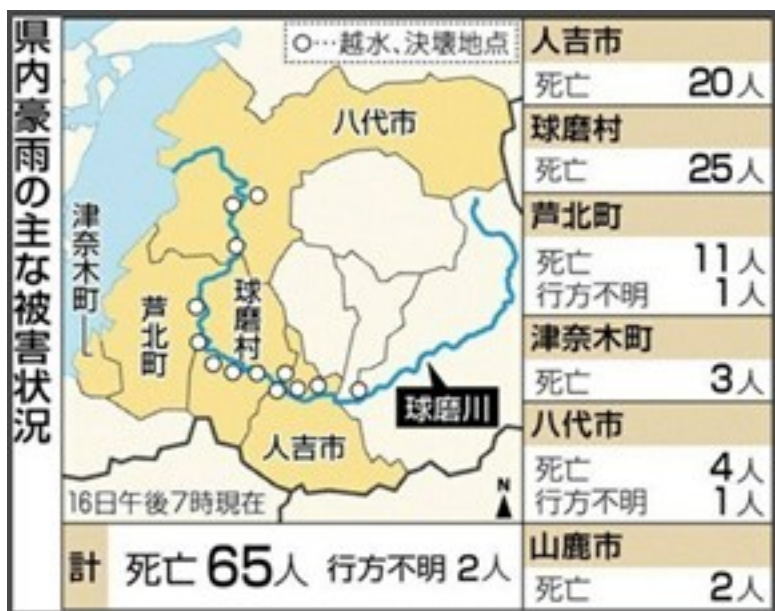 県内豪雨の主な被害状況
○…越水、決壊地点
八代市
津奈木町
芦北町
球磨村
球磨川
人吉市
N
16日午後7時現在
計 死亡65人 行方不明2人
人吉市
死亡 20人
球磨村
死亡 25人
芦北町
死亡 11人
行方不明 1人
津奈木町
死亡 3人
八代市
死亡 4人
行方不明 1人
山鹿市
死亡 2人